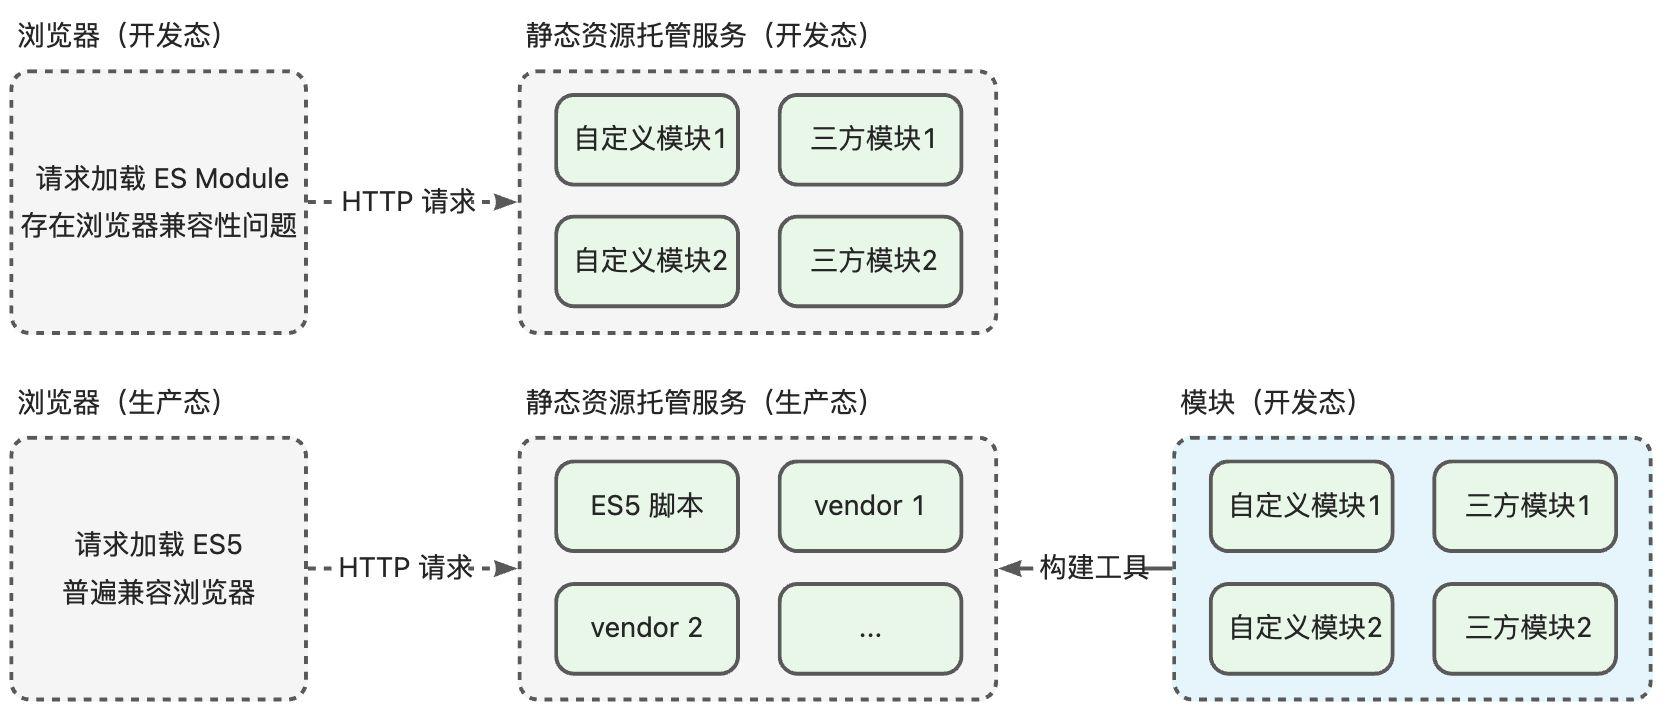 浏览器（开发态）
静态资源托管服务（开发态）
请求加载 ES Module
存在浏览器兼容性问题
HTTP 请求
自定义模块1
三方模块1
自定义模块2
三方模块2
浏览器（生产态）
静态资源托管服务（生产态）
模块（开发态）
请求加载 ES5
普遍兼容浏览器
HTTP 请求
ES5 脚本
vendor 1
vendor 2
...
构建工具
自定义模块1
三方模块1
自定义模块2
三方模块2